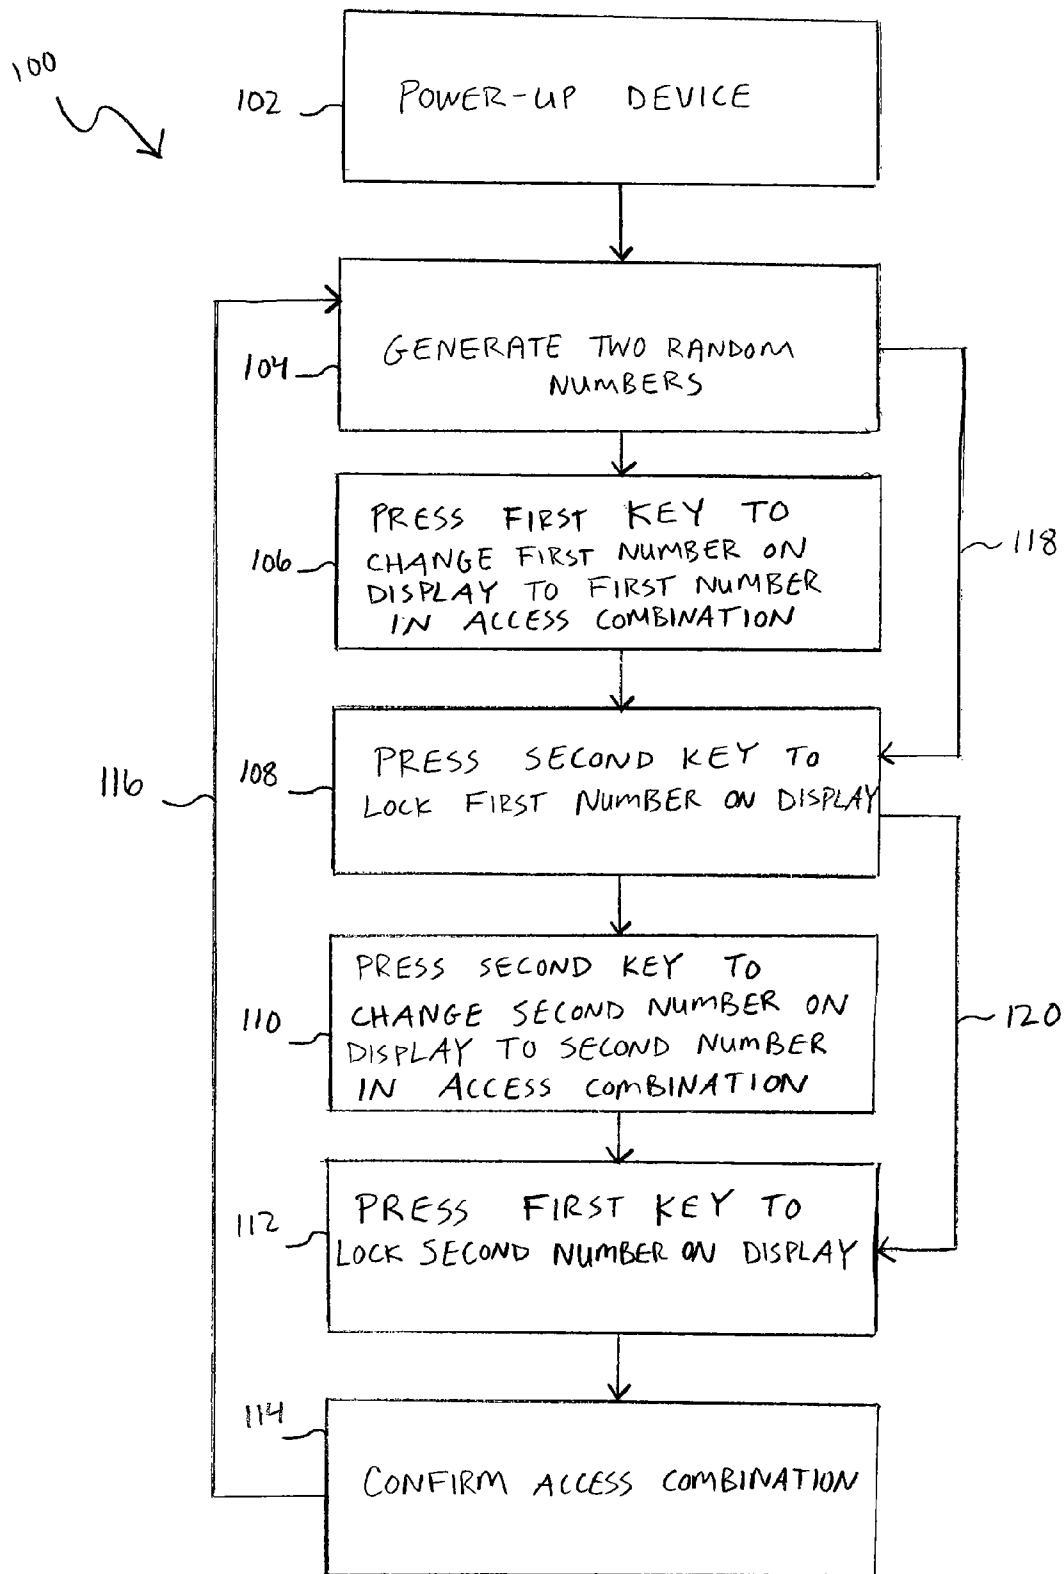 100
102
POWER-UP DEVICE
104
GENERATE TWO RANDOM
NUMBERS
106
PRESS FIRST KEY TO
CHANGE FIRST NUMBER ON
DISPLAY TO FIRST NUMBER
IN ACCESS COMBINATION
118
108
PRESS SECOND KEY TO
LOCK FIRST NUMBER ON DISPLAY
116
110
PRESS SECOND KEY TO
CHANGE SECOND NUMBER ON
DISPLAY TO SECOND NUMBER
IN ACCESS COMBINATION
120
112
PRESS FIRST KEY TO
LOCK SECOND NUMBER ON DISPLAY
114
CONFIRM ACCESS COMBINATION